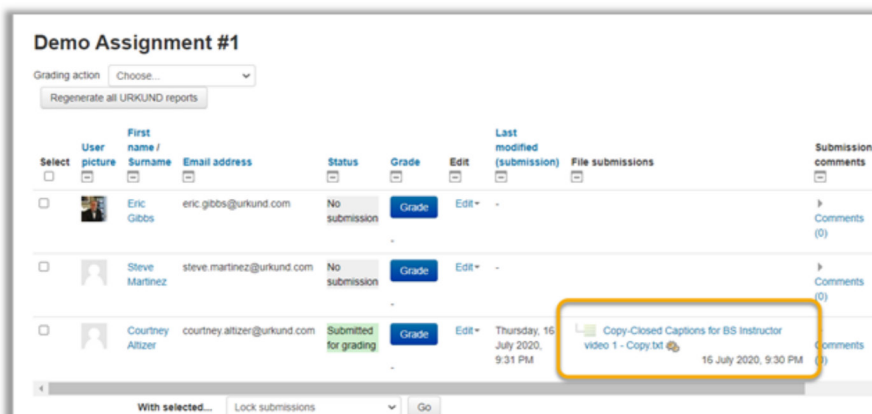 Demo Assignment #1
Grading action Choose...
Regenerate all URKUND reports
First
Last
User name / modified Submission
Select picture Surname Email address Status Grade Edit (submission) File submissions comments
Eric eric.gibbs@urkund.com No Grade Edit -
Gibbs submission Comments
- (0)
Steve steve.martinez@urkund.com No Grade Edit -
Martinez submission Comments
- (0)
Courtney courtney.altizer@urkund.com Submitted Grade Edit Thursday, 16 Copy-Closed Captions for BS Instructor
Altizer for grading July 2020, video 1 - Copy.txt Comments
- 9:31 PM 16 July 2020, 9:30 PM (0)
With selected... Lock submissions Go